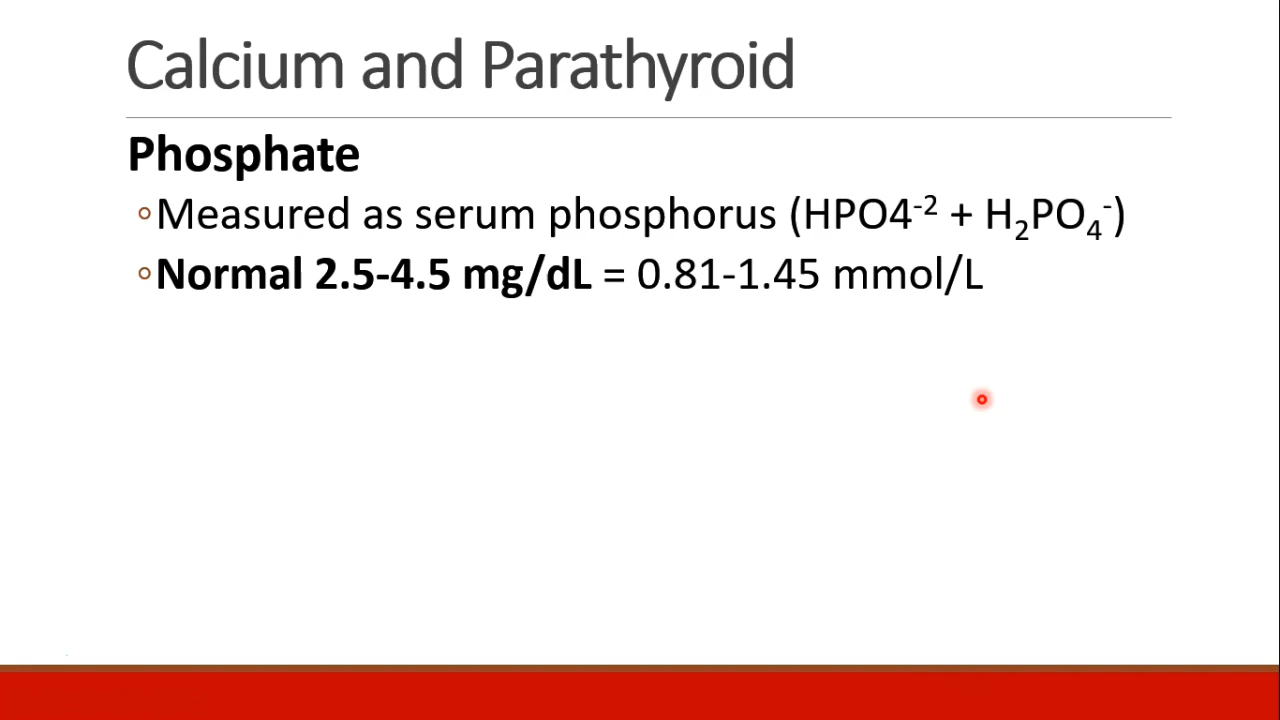 Calcium and Parathyroid
Phosphate
◦Measured as serum phosphorus (HPO4⁻² + H₂PO₄⁻)
◦Normal 2.5-4.5 mg/dL = 0.81-1.45 mmol/L